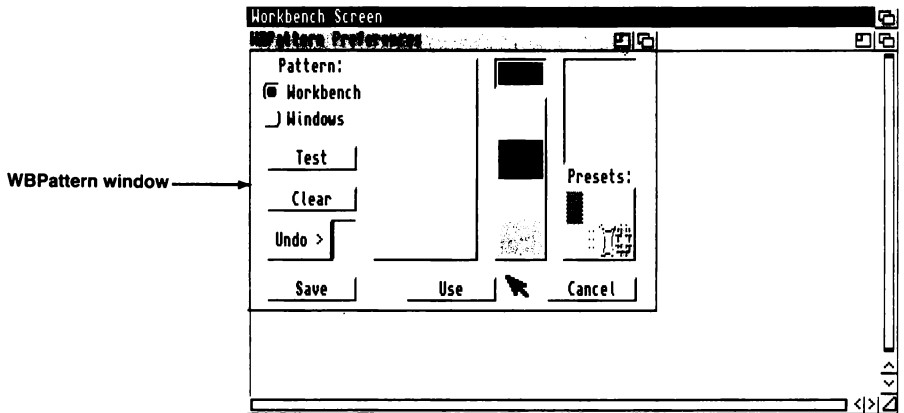 Workbench Screen
WBPattern Preferences
Pattern:
Workbench
Windows
Test
Clear
Undo >
Presets:
Save
Use
Cancel
WBPattern window